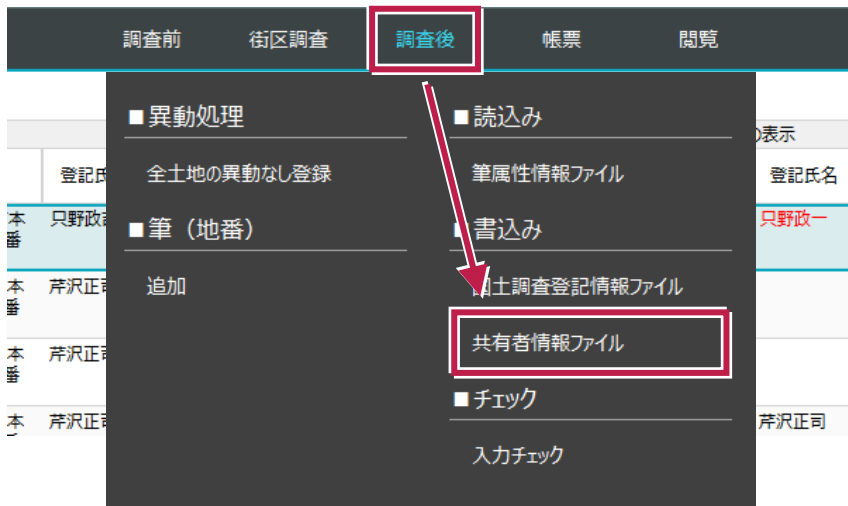 調査前 街区調査 調査後 帳票 閲覧
■異動処理
全土地の異動なし登録
■筆（地番）
追加
■読込み
筆属性情報ファイル
書込み
国土調査登記情報ファイル
共有者情報ファイル
■チェック
入力チェック
の表示
登記氏 登記氏名
本番 只野政 只野政一
本番 芹沢正司
本番 芹沢正司
本 芹沢正司 芹沢正司